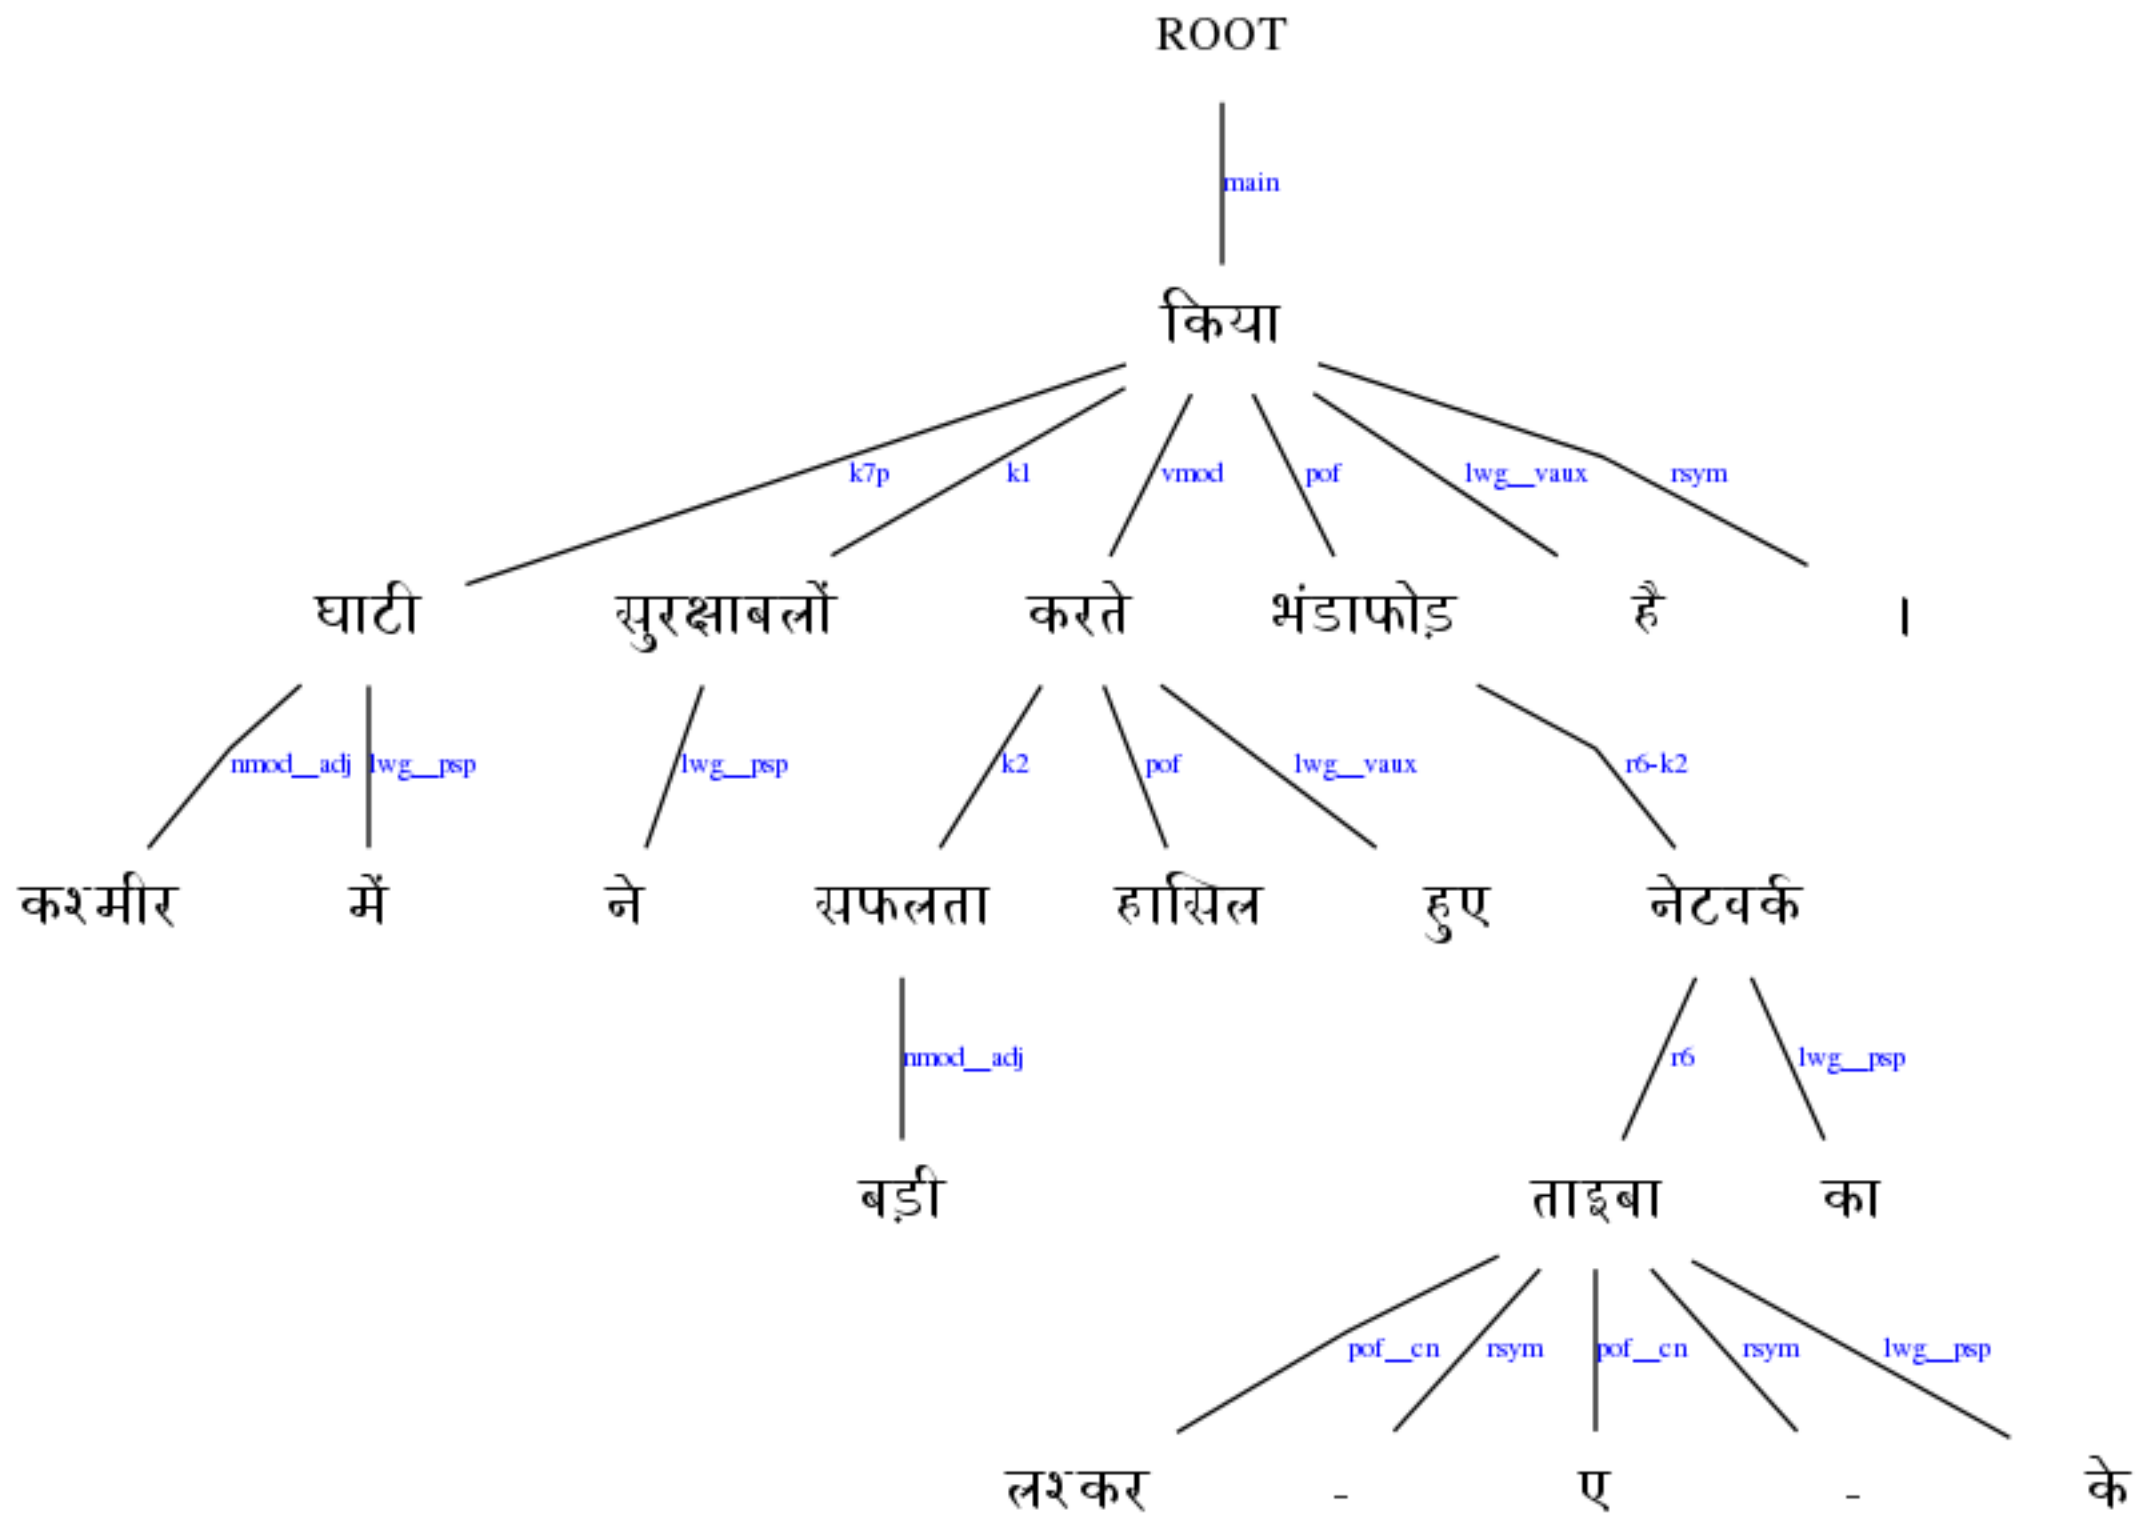 ROOT
main
किया
k7p k1 vmod pof lwg__vaux rsym
घाटी सुरक्षाबलों करते भंडाफोड़ है ।
nmod__adj lwg__psp lwg__psp k2 pof lwg__vaux r6-k2
कश्मीर में ने सफलता हासिल हुए नेटवर्क
nmod__adj r6 lwg__psp
बड़ी ताइबा का
pof__cn rsym pof__cn rsym lwg__psp
लश्कर - ए - के